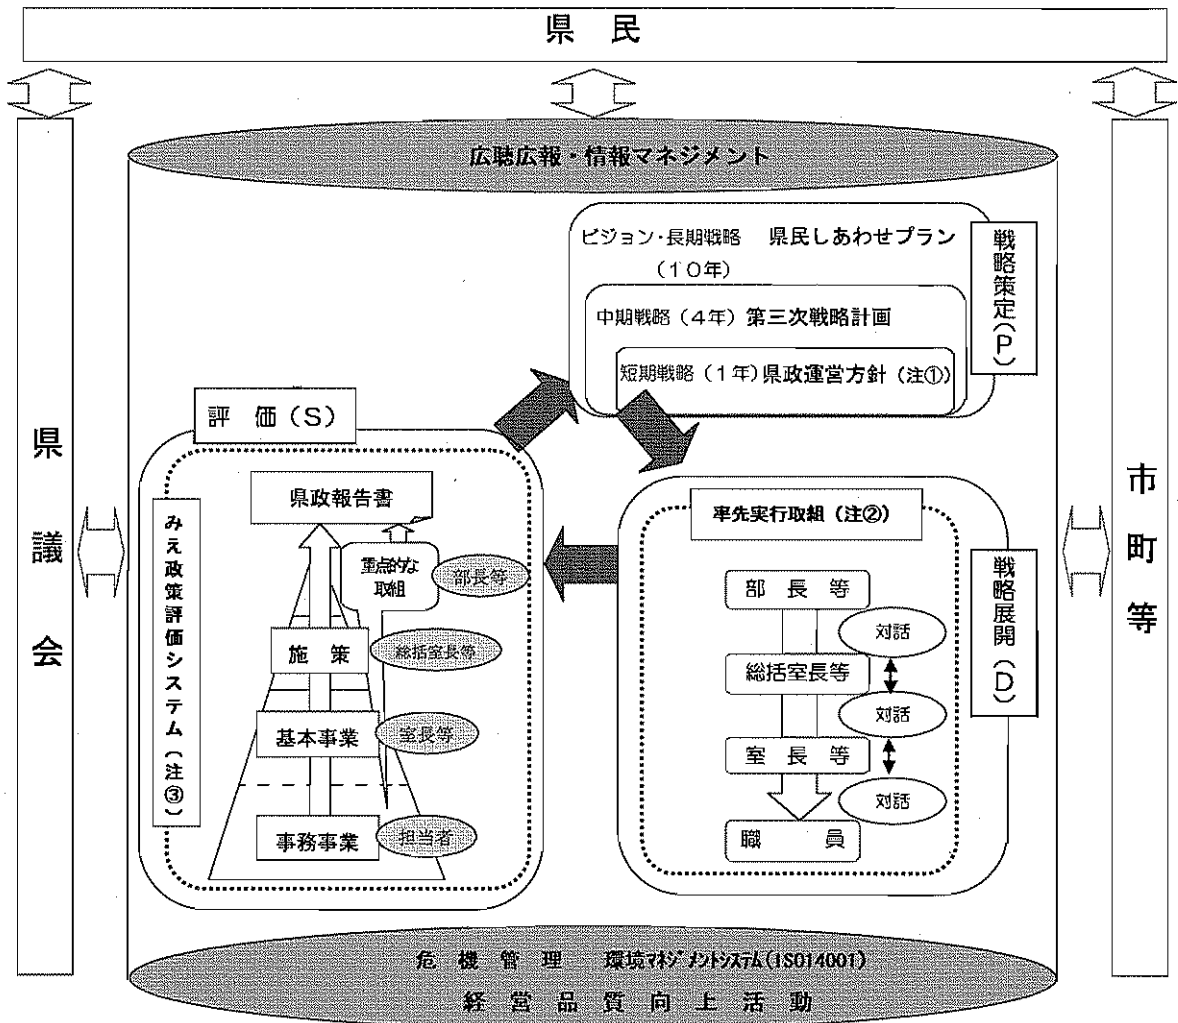 県 民
広聴広報・情報マネジメント
ビジョン・長期戦略 県民しあわせプラン
(10年)
中期戦略(4年)第三次戦略計画
短期戦略(1年)県政運営方針(注①)
戦略策定(P)
評 価(S)
県政報告書
重点的な
取組
部長等
施 策
総括室長等
基本事業
室長等
事務事業
担当者
みえ政策評価システム(注③)
率先実行取組(注②)
部 長 等
対話
総括室長等
対話
室 長 等
対話
職 員
戦略展開(D)
県議会
市町等
危 機 管 理 環境マネジメントシステム(ISO14001)
経 営 品 質 向 上 活 動